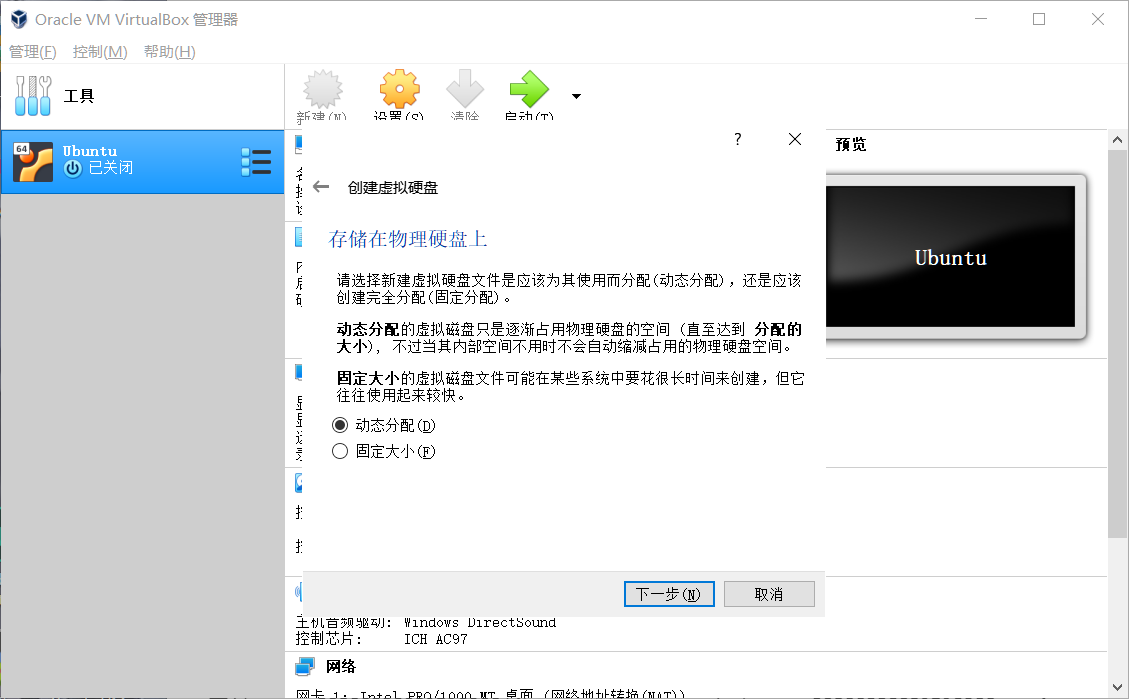 Oracle VM VirtualBox 管理器
管理(F) 控制(M) 帮助(H)
工具
新建(N) 设置(S) 清除 启动(T)
64
Ubuntu
已关闭
?
预览
创建虚拟硬盘
存储在物理硬盘上
Ubuntu
请选择新建虚拟硬盘文件是应该为其使用而分配(动态分配),还是应该
创建完全分配(固定分配)。
动态分配的虚拟磁盘只是逐渐占用物理硬盘的空间 (直至达到 分配的
大小), 不过当其内部空间不用时不会自动缩减占用的物理硬盘空间。
固定大小的虚拟磁盘文件可能在某些系统中要花很长时间来创建,但它
往往使用起来较快。
动态分配(D)
固定大小(F)
下一步(N) 取消
主机音频驱动: Windows DirectSound
控制芯片: ICH AC97
网络
网卡 1: Intel PRO/1000 MT 桌面 (网络地址转换(NAT))